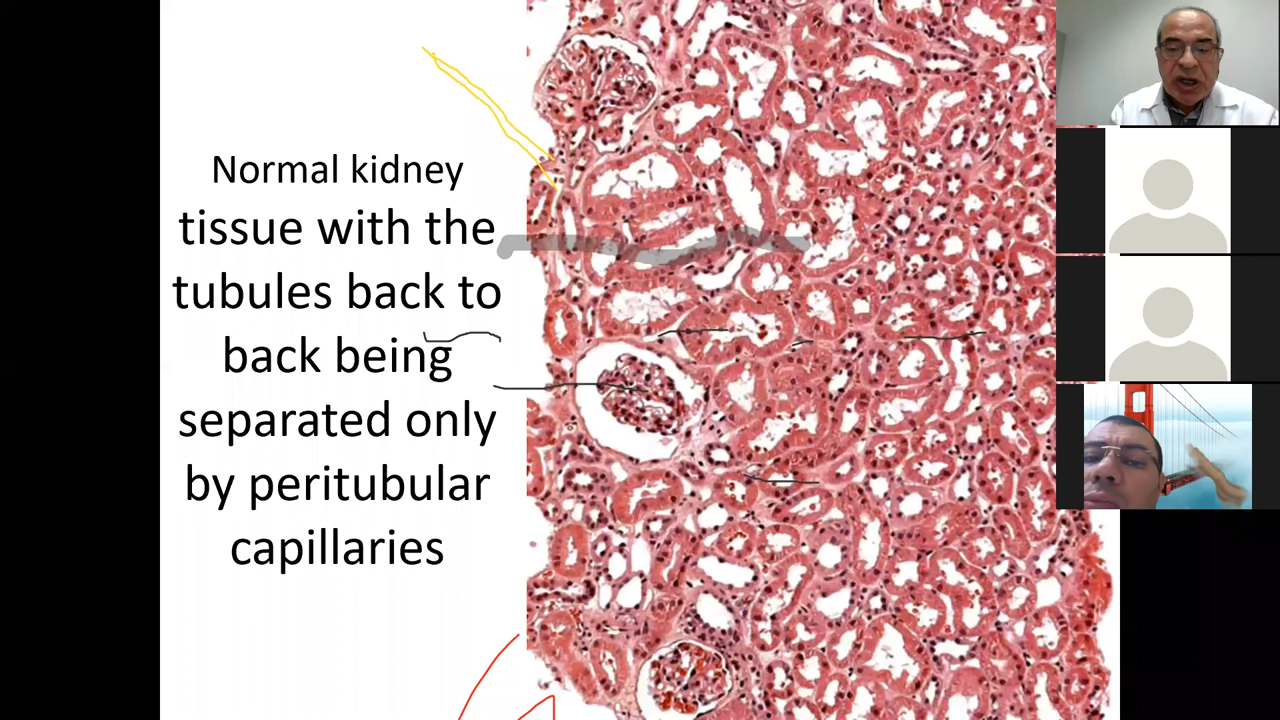 Normal kidney
tissue with the
tubules back to
back being
separated only
by peritubular
capillaries